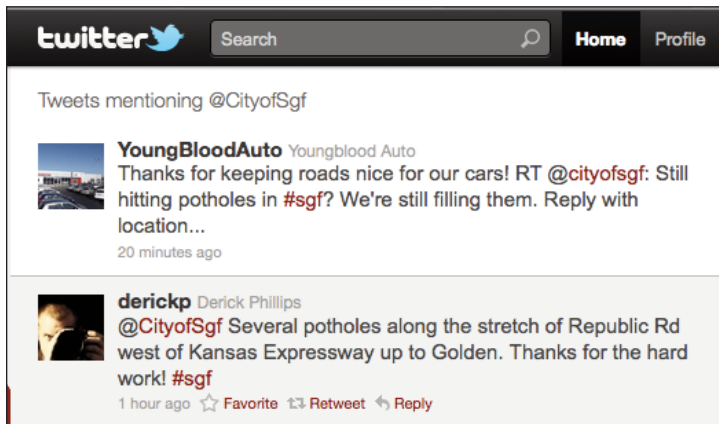 twitter Search Home Profile
Tweets mentioning @CityofSgf
YoungBloodAuto Youngblood Auto
Thanks for keeping roads nice for our cars! RT @cityofsgf: Still
hitting potholes in #sgf? We're still filling them. Reply with
location...
20 minutes ago
derickp Derick Phillips
@CityofSgf Several potholes along the stretch of Republic Rd
west of Kansas Expressway up to Golden. Thanks for the hard
work! #sgf
1 hour ago Favorite Retweet Reply